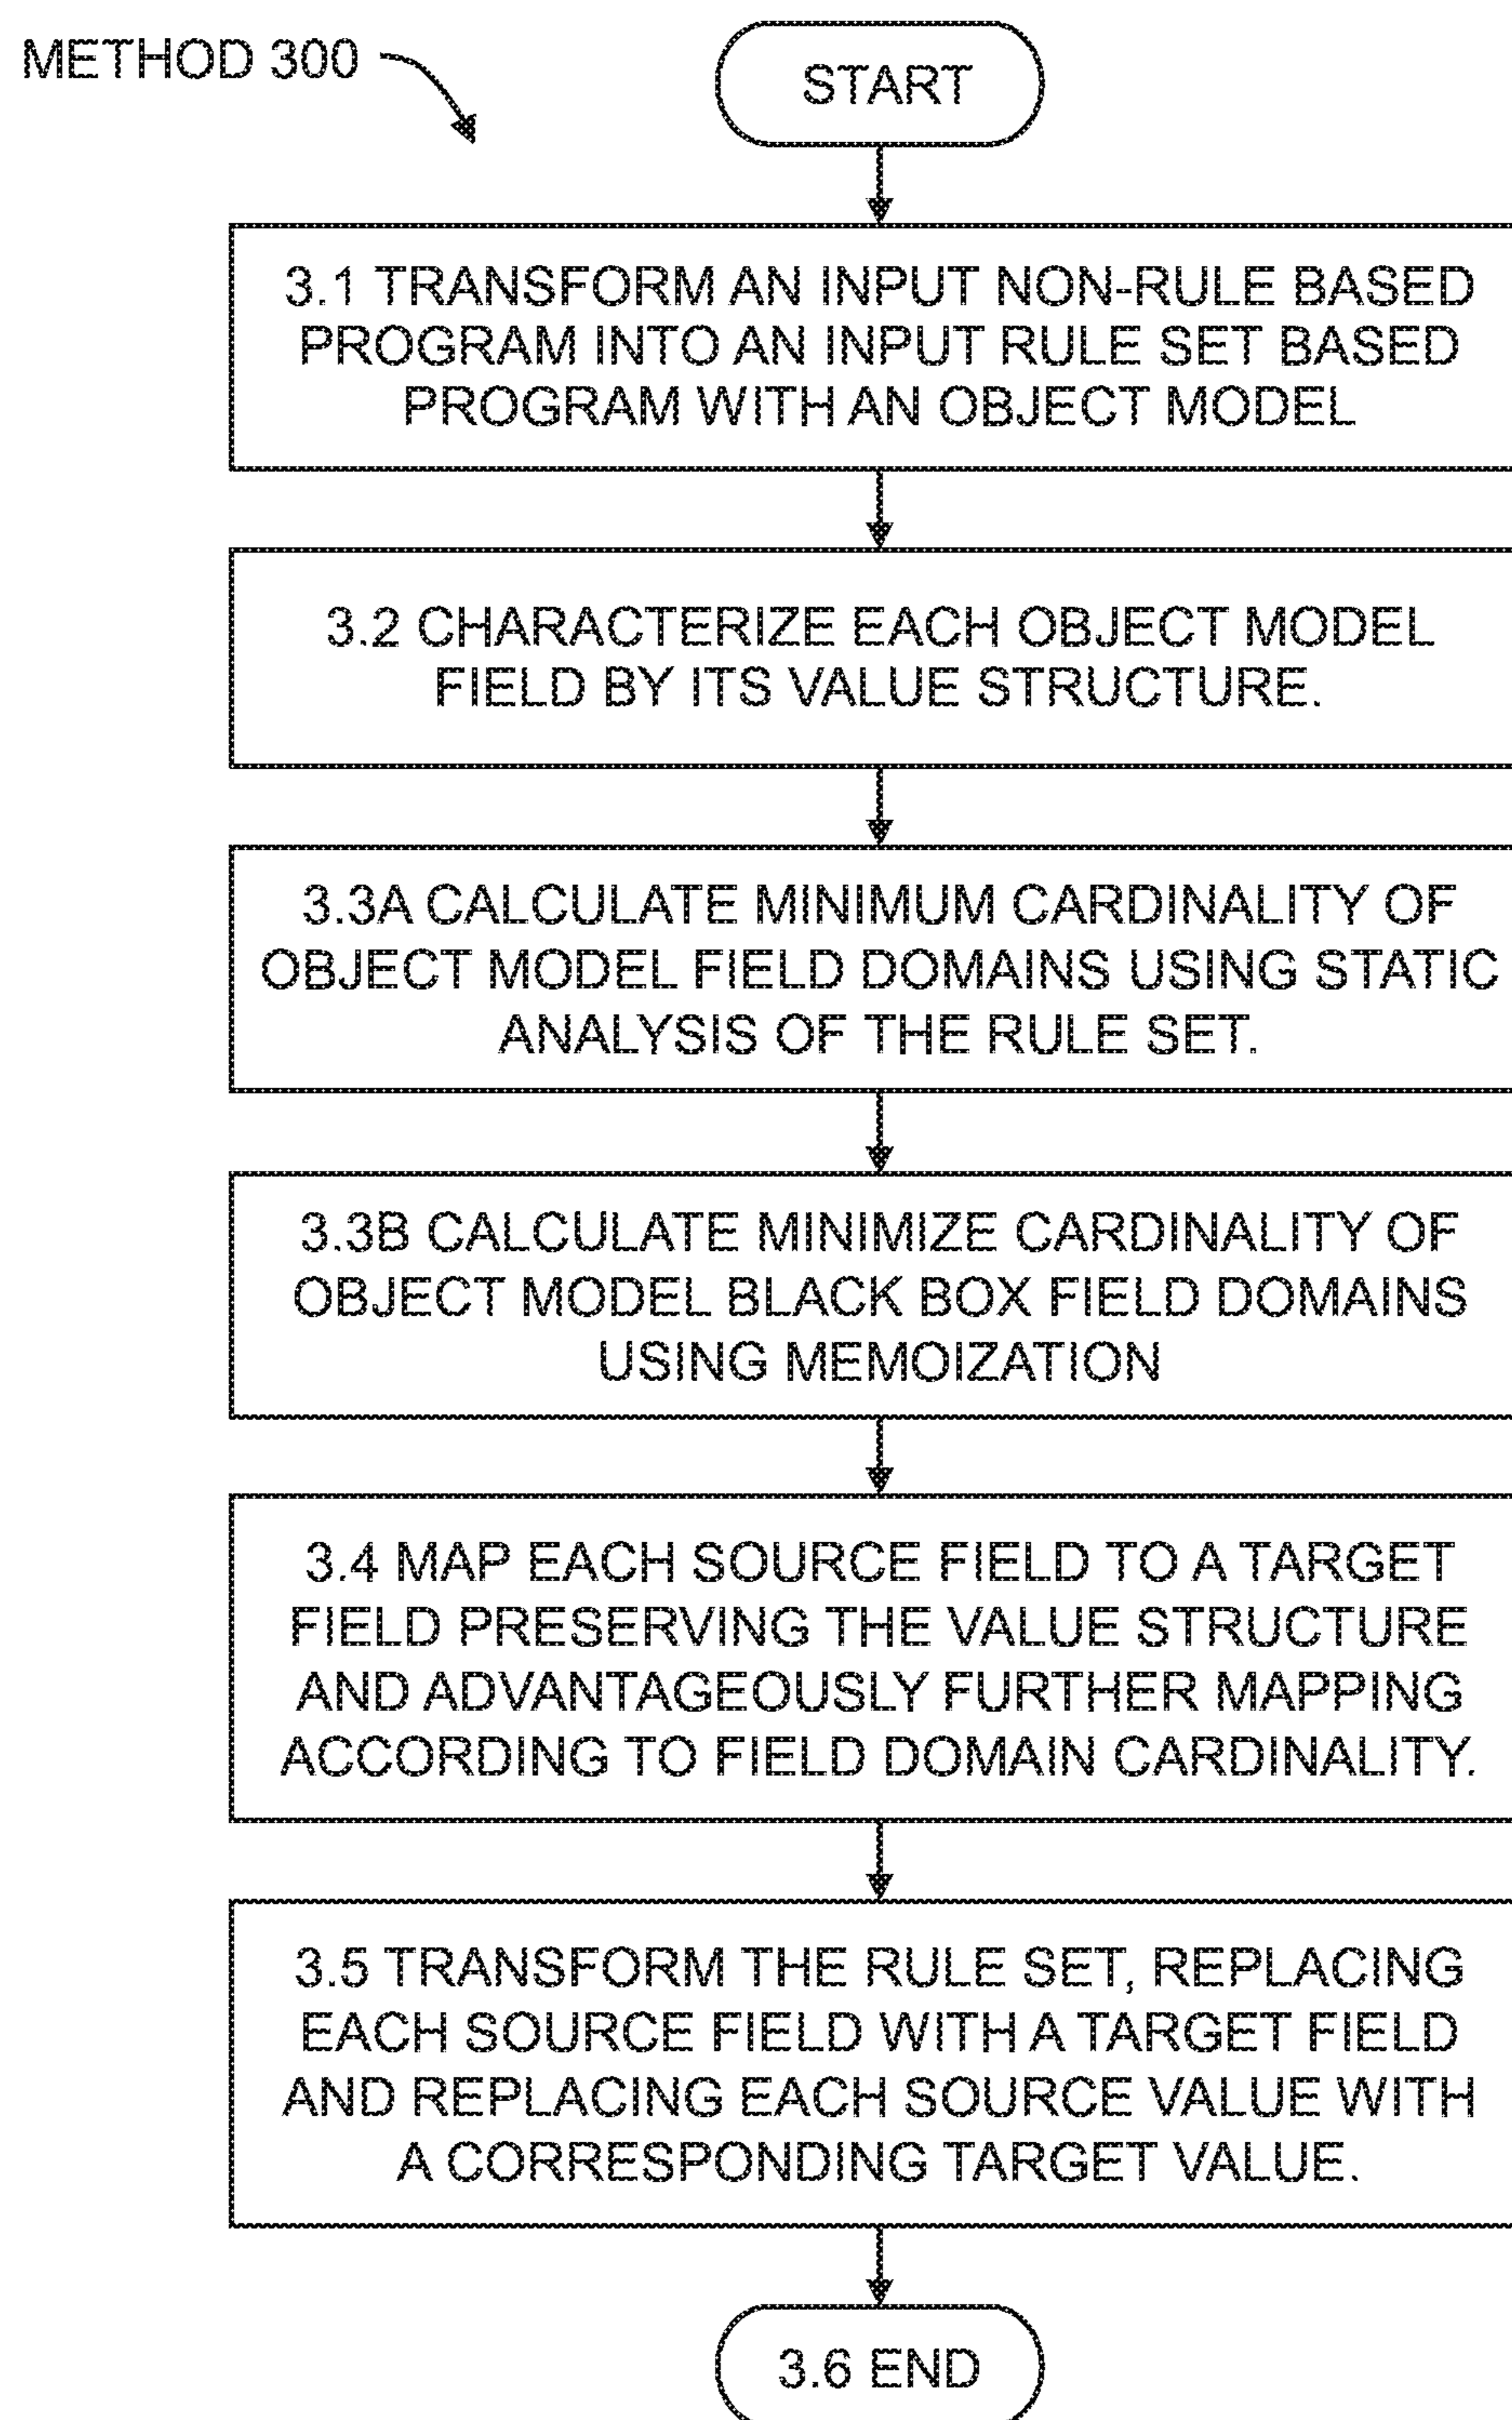 METHOD 300
START
3.1 TRANSFORM AN INPUT NON-RULE BASED
PROGRAM INTO AN INPUT RULE SET BASED
PROGRAM WITH AN OBJECT MODEL
3.2 CHARACTERIZE EACH OBJECT MODEL
FIELD BY ITS VALUE STRUCTURE.
3.3A CALCULATE MINIMUM CARDINALITY OF
OBJECT MODEL FIELD DOMAINS USING STATIC
ANALYSIS OF THE RULE SET.
3.3B CALCULATE MINIMIZE CARDINALITY OF
OBJECT MODEL BLACK BOX FIELD DOMAINS
USING MEMOIZATION
3.4 MAP EACH SOURCE FIELD TO A TARGET
FIELD PRESERVING THE VALUE STRUCTURE
AND ADVANTAGEOUSLY FURTHER MAPPING
ACCORDING TO FIELD DOMAIN CARDINALITY.
3.5 TRANSFORM THE RULE SET, REPLACING
EACH SOURCE FIELD WITH A TARGET FIELD
AND REPLACING EACH SOURCE VALUE WITH
A CORRESPONDING TARGET VALUE.
3.6 END